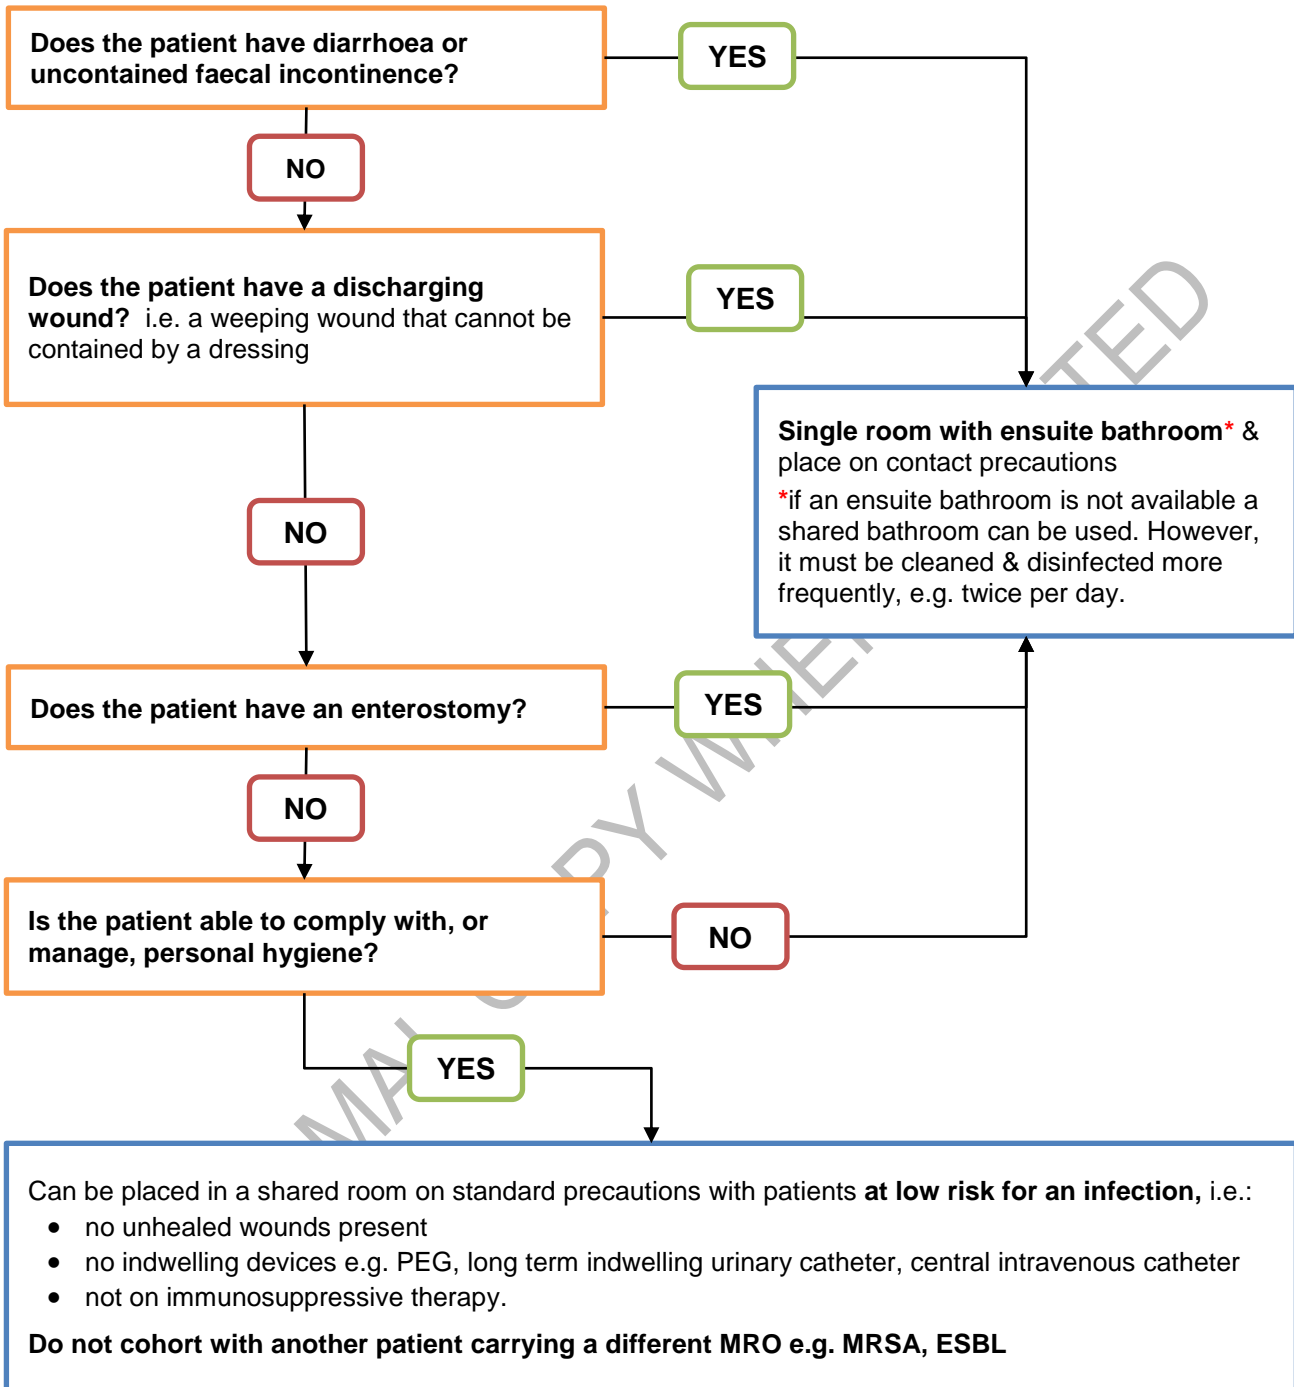 Does the patient have diarrhoea or
uncontained faecal incontinence?
YES
NO
Does the patient have a discharging
wound?  i.e. a weeping wound that cannot be
contained by a dressing
YES
Single room with ensuite bathroom* &
place on contact precautions
*if an ensuite bathroom is not available a
shared bathroom can be used. However,
it must be cleaned & disinfected more
frequently, e.g. twice per day.
NO
Does the patient have an enterostomy?
YES
NO
Is the patient able to comply with, or
manage, personal hygiene?
NO
YES
Can be placed in a shared room on standard precautions with patients at low risk for an infection, i.e.:
• no unhealed wounds present
• no indwelling devices e.g. PEG, long term indwelling urinary catheter, central intravenous catheter
• not on immunosuppressive therapy.
Do not cohort with another patient carrying a different MRO e.g. MRSA, ESBL